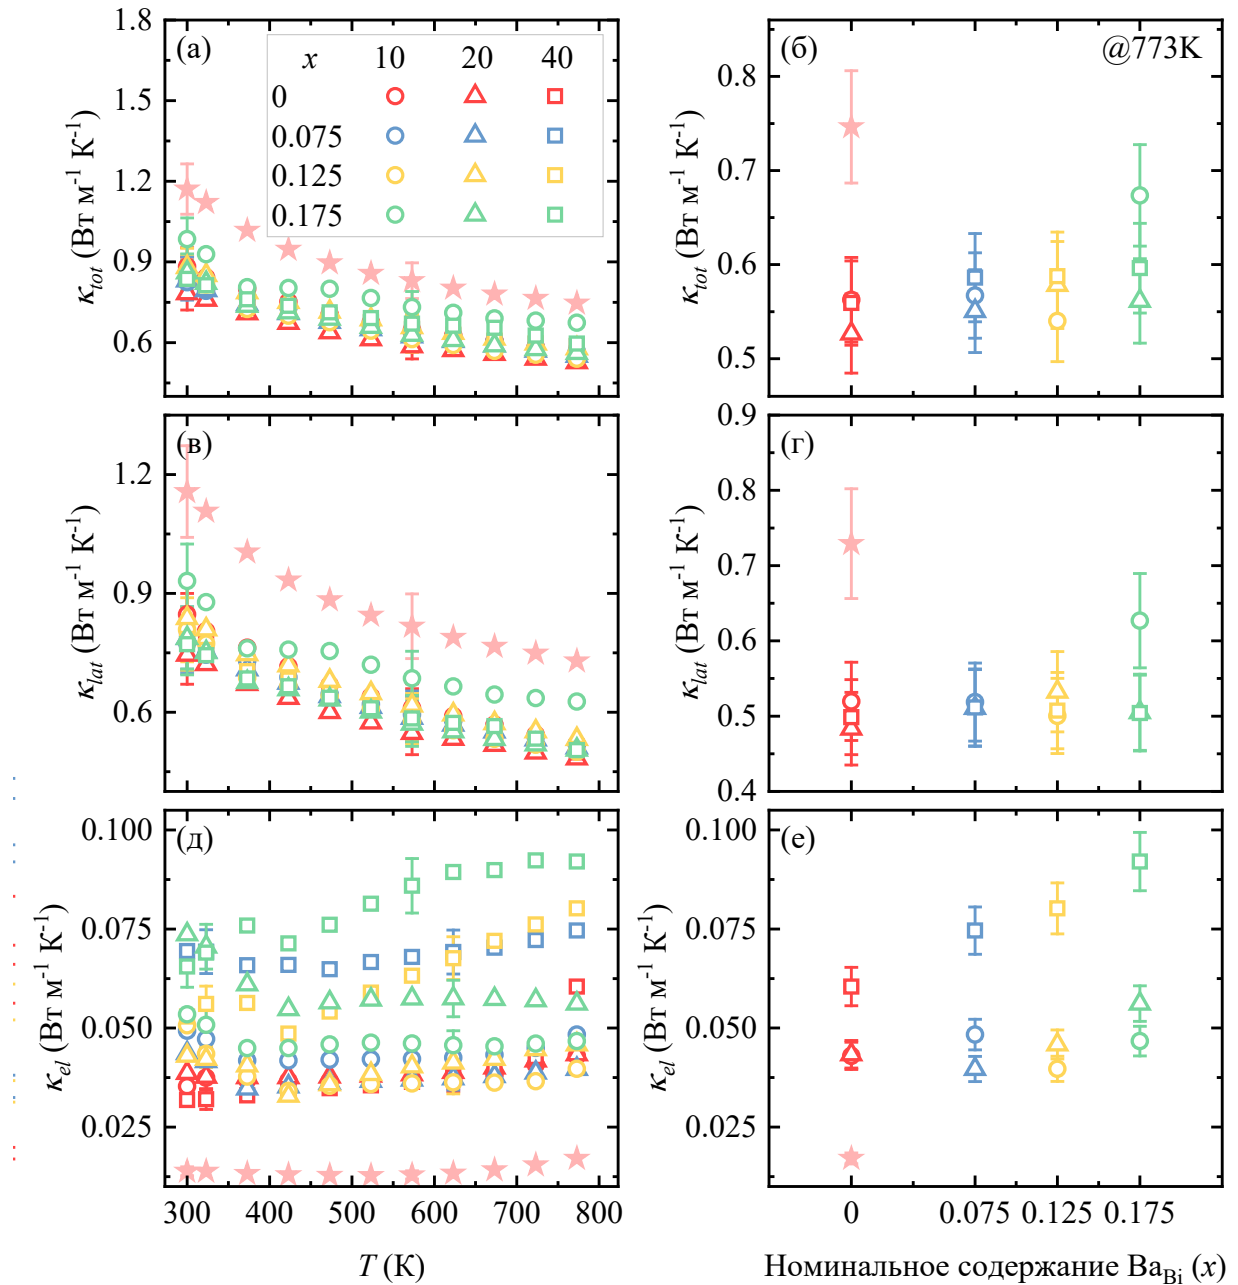 (а)
κtot (Вт м-1 К-1)
1.8
1.5
1.2
0.9
0.6
x 10 20 40
0
0.075
0.125
0.175
(б)
@773K
κtot (Вт м-1 К-1)
0.8
0.7
0.6
0.5
(в)
κlat (Вт м-1 К-1)
1.2
0.9
0.6
(г)
κlat (Вт м-1 К-1)
0.9
0.8
0.7
0.6
0.5
0.4
(д)
κel (Вт м-1 К-1)
0.100
0.075
0.050
0.025
300 400 500 600 700 800
T (К)
(е)
κel (Вт м-1 К-1)
0.100
0.075
0.050
0.025
0 0.075 0.125 0.175
Номинальное содержание BaBi (x)